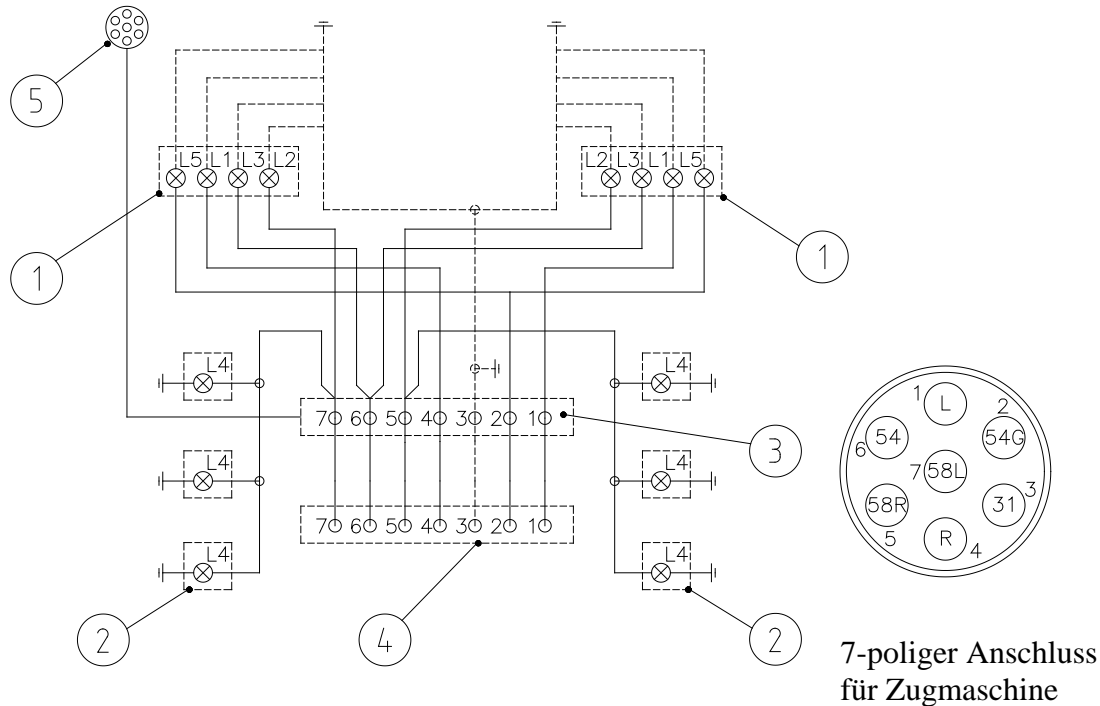 5
L5 L1 L3 L2
L2 L3 L1 L5
1
1
L4
L4
7 6 5 4 3 2 1
3
L4
L4
7 6 5 4 3 2 1
L4
L4
2
4
2
1 L 2
54 54G
6
7 58L
3
58R 31
5 R 4
7-poliger Anschluss
für Zugmaschine